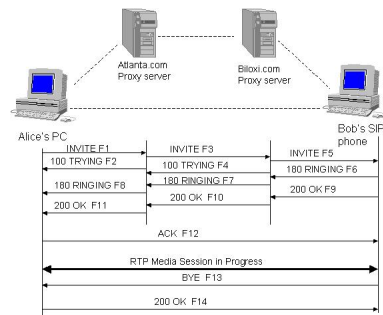 Atlanta.com
Proxy server
Biloxi.com
Proxy server
Alice's PC
Bob's SIP
phone
INVITE F1
INVITE F3
INVITE F5
100 TRYING F2
100 TRYING F4
180 RINGING F6
180 RINGING F8
180 RINGING F7
200 OK F9
200 OK F11
200 OK F10
ACK F12
RTP Media Session in Progress
BYE F13
200 OK F14